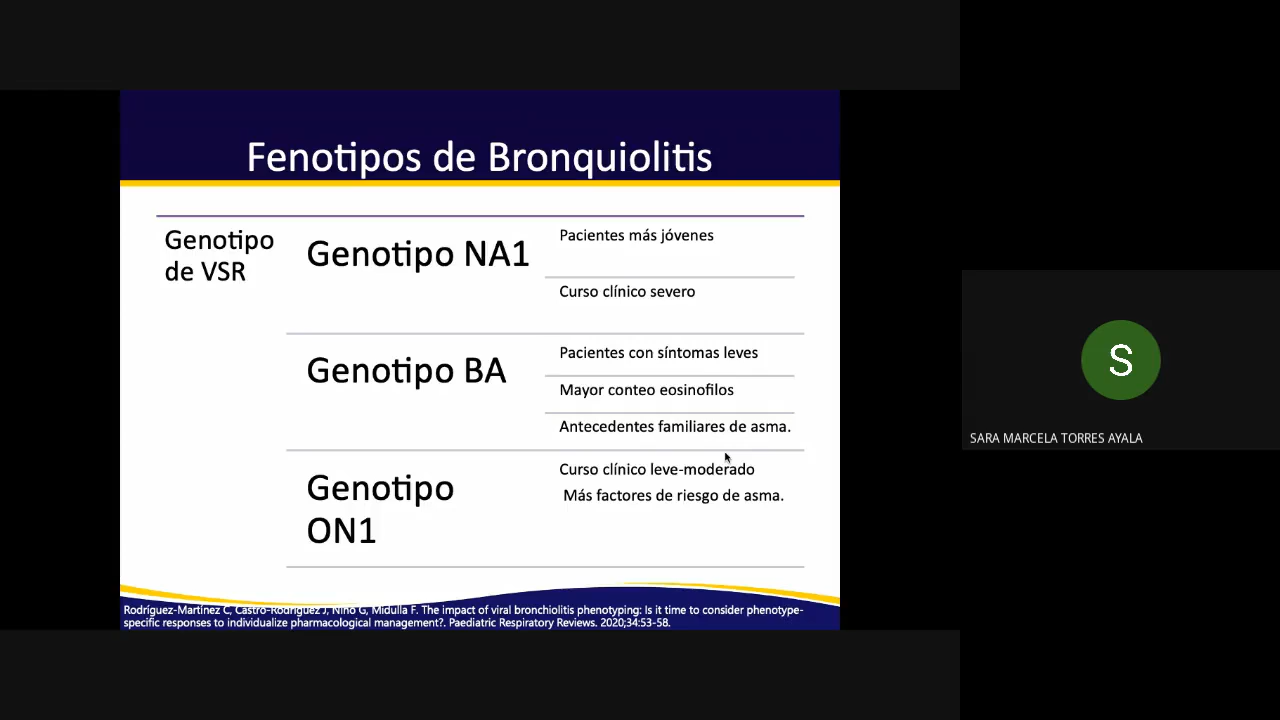 Fenotipos de Bronquiolitis
Genotipo
de VSR
Genotipo NA1
Pacientes más jóvenes
Curso clínico severo
Genotipo BA
Pacientes con síntomas leves
Mayor conteo eosinofilos
Antecedentes familiares de asma.
Genotipo
ON1
Curso clínico leve-moderado
Más factores de riesgo de asma.
Rodríguez-Martínez C, Castro-Rodriguez J, Nino G, Midulla F. The impact of viral bronchiolitis phenotyping: Is it time to consider phenotype-
specific responses to individualize pharmacological management?. Paediatric Respiratory Reviews. 2020;34:53-58.
S
SARA MARCELA TORRES AYALA